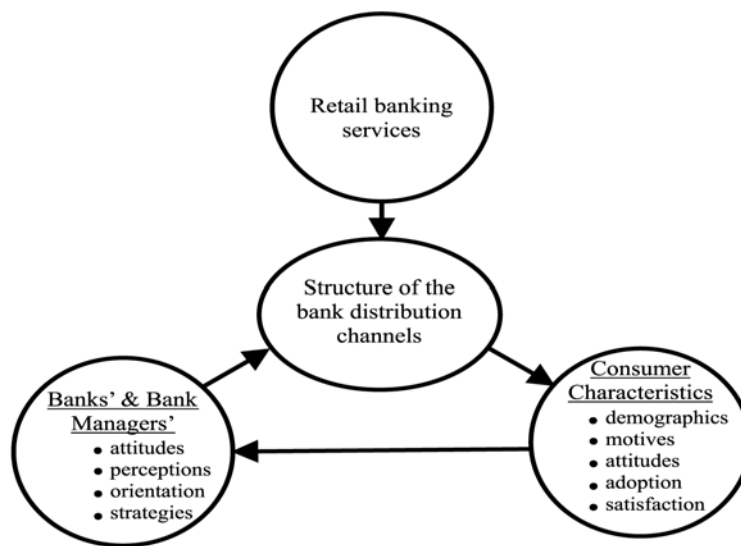 Retail banking
services
Structure of the
bank distribution
channels
Banks' & Bank
Managers'
• attitudes
• perceptions
• orientation
• strategies
Consumer
Characteristics
• demographics
• motives
• attitudes
• adoption
• satisfaction